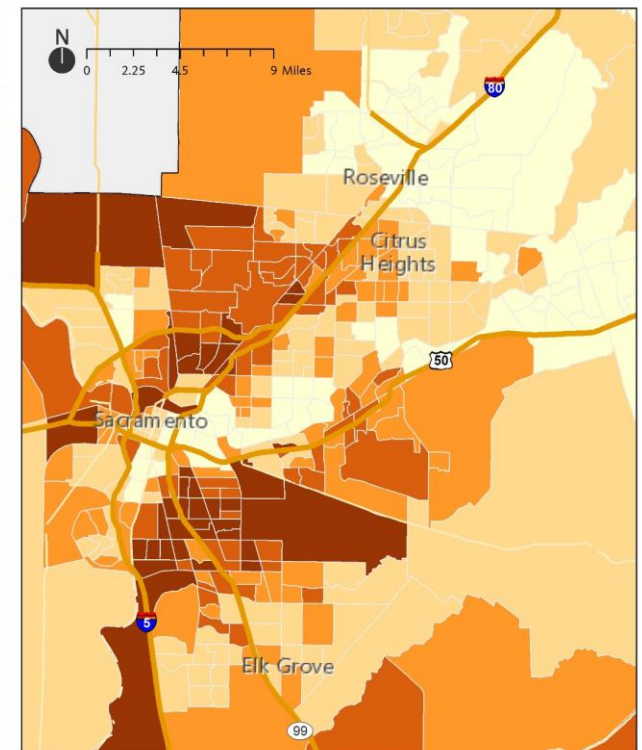 N
0 2.25 4.5 9 Miles
80
Roseville
Citrus
Heights
50
Sacramento
5
Elk Grove
99